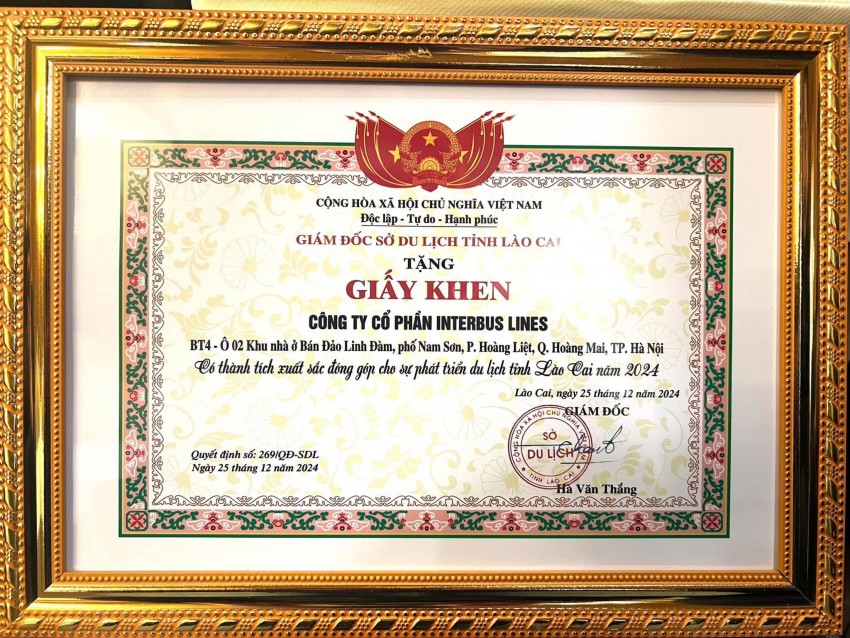 CỘNG HÒA XÃ HỘI CHỦ NGHĨA VIỆT NAM
Độc lập - Tự do - Hạnh phúc
GIÁM ĐỐC SỞ DU LỊCH TỈNH LÀO CAI
TẶNG
GIẤY KHEN
CÔNG TY CỔ PHẦN INTERBUS LINES
BT4 - Ô 02 Khu nhà ở Bán Đảo Linh Đàm, phố Nam Sơn, P. Hoàng Liệt, Q. Hoàng Mai, TP. Hà Nội
Có thành tích xuất sắc đóng góp cho sự phát triển du lịch tỉnh Lào Cai năm 2024
Lào Cai, ngày 25 tháng 12 năm 2024
GIÁM ĐỐC
SỞ
DU LỊCH
TỈNH LÀO CAI
Hà Văn Thắng
Quyết định số: 269/QĐ-SDL
Ngày 25 tháng 12 năm 2024